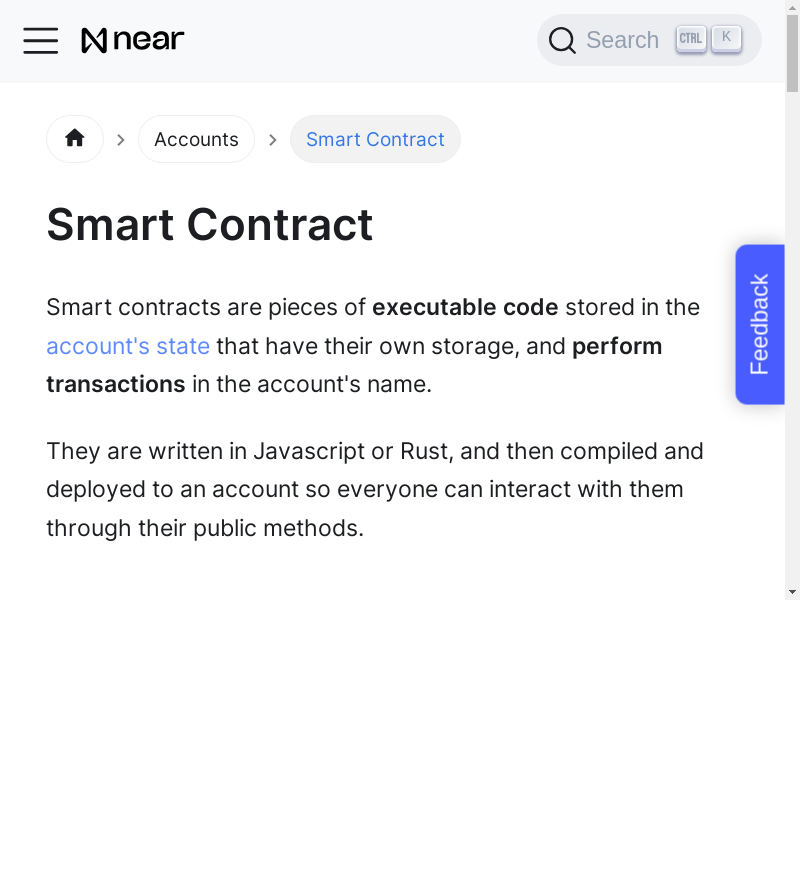 near
Search CTRL K
Accounts Smart Contract
Smart Contract
Smart contracts are pieces of executable code stored in the
account's state that have their own storage, and perform
transactions in the account's name.
Feedback
They are written in Javascript or Rust, and then compiled and
deployed to an account so everyone can interact with them
through their public methods.